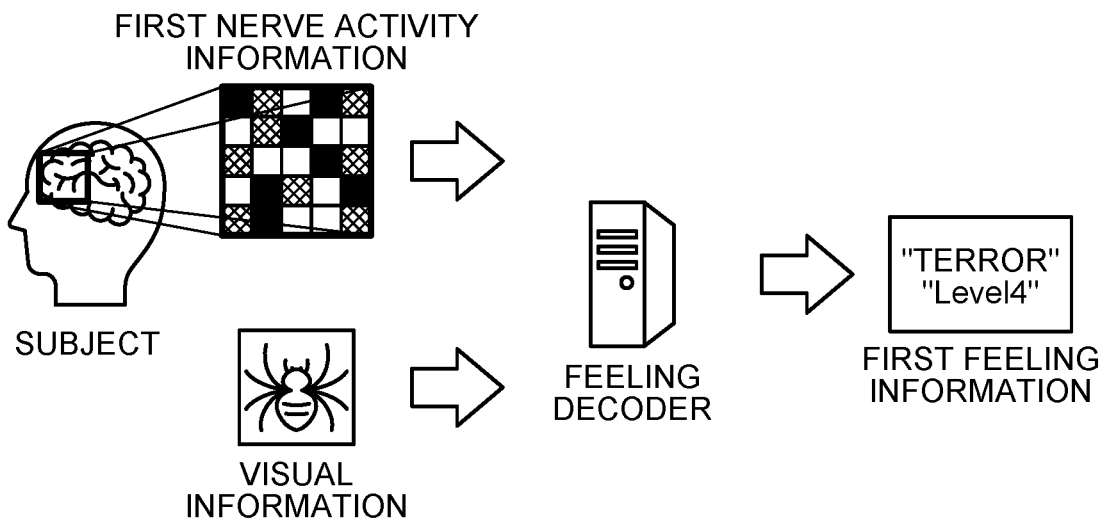 FIRST NERVE ACTIVITY
INFORMATION
SUBJECT
VISUAL
INFORMATION
FEELING
DECODER
"TERROR"
"Level4"
FIRST FEELING
INFORMATION